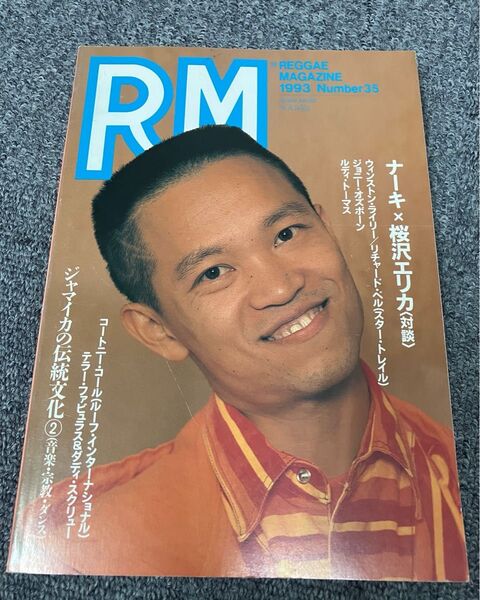 RM
REGGAE
MAGAZINE
1993 Number35
ナーキ×桜沢エリカ〈対談〉
ウィンストン・ライリー/リチャード・ベル(スター・トレイル)
ジョニー・オズボーン
ルディ・トーマス
コートニー・コール(ルーフ・インターナショナル)
テラー・ファビュラス&ダディ・スクリュー
ジャマイカの伝統文化②(音楽・宗教・ダンス)